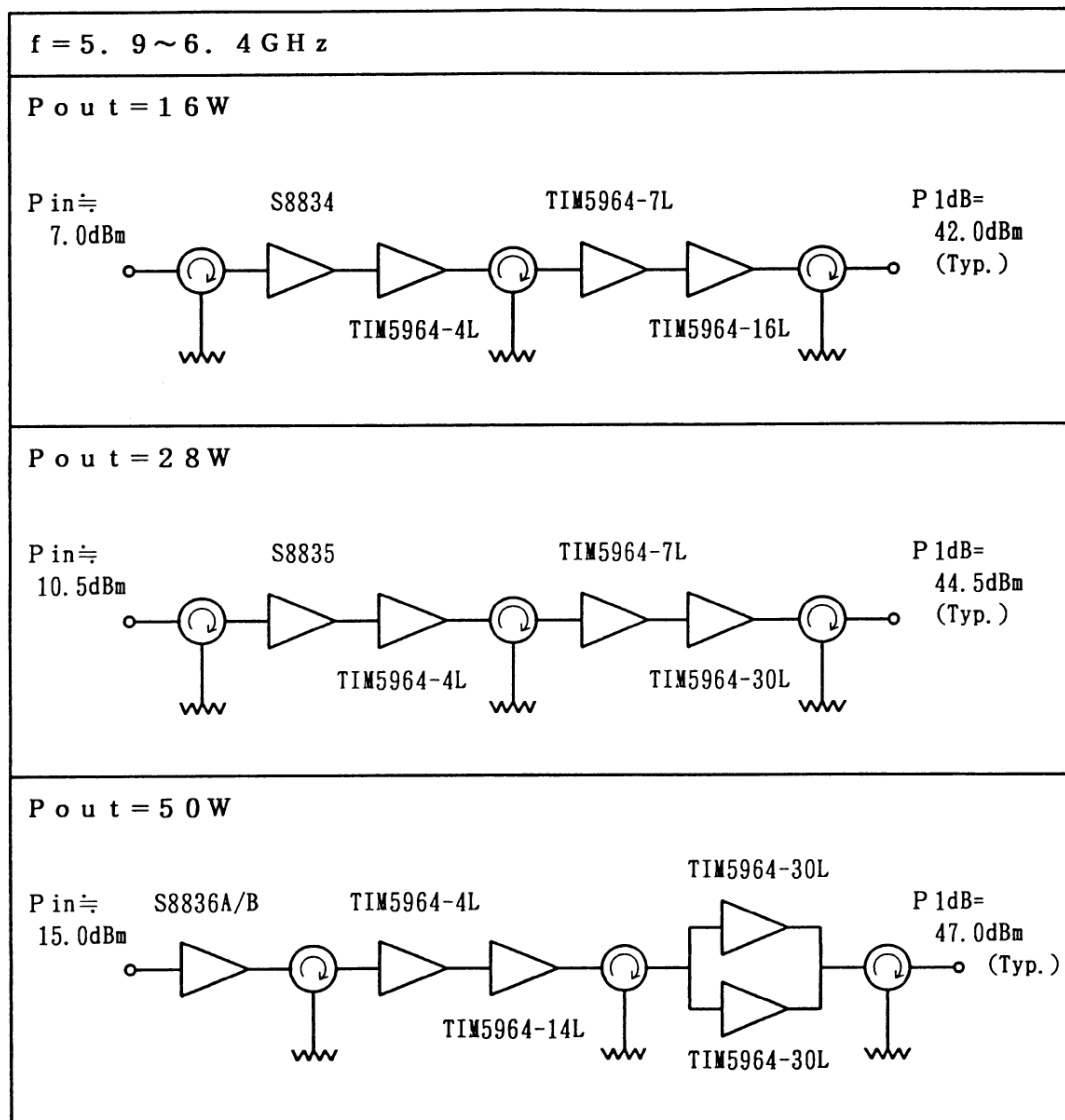 f=5.9~6.4GHz
Pout=16W
Pin≒
7.0dBm
S8834
TIM5964-4L
TIM5964-7L
TIM5964-16L
P1dB=
42.0dBm
(Typ.)
Pout=28W
Pin≒
10.5dBm
S8835
TIM5964-4L
TIM5964-7L
TIM5964-30L
P1dB=
44.5dBm
(Typ.)
Pout=50W
Pin≒
15.0dBm
S8836A/B
TIM5964-4L
TIM5964-14L
TIM5964-30L
TIM5964-30L
P1dB=
47.0dBm
(Typ.)